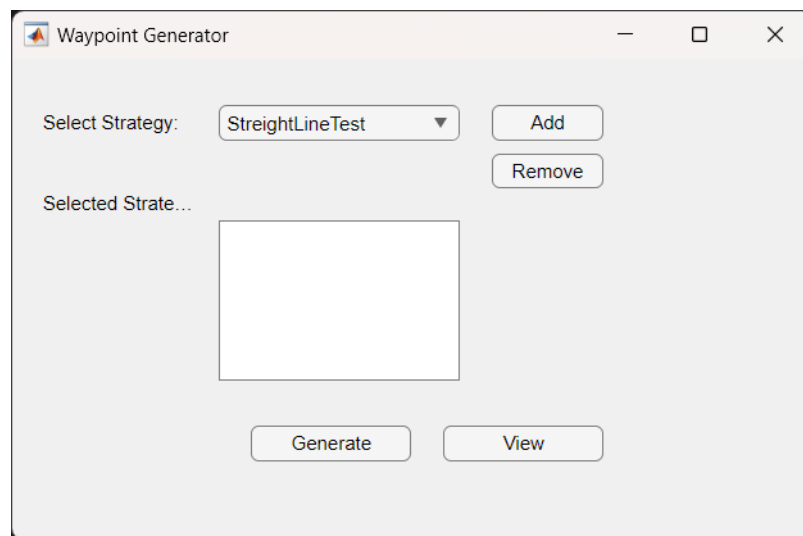 Waypoint Generator
Select Strategy: StreightLineTest Add
Remove
Selected Strate...
Generate View